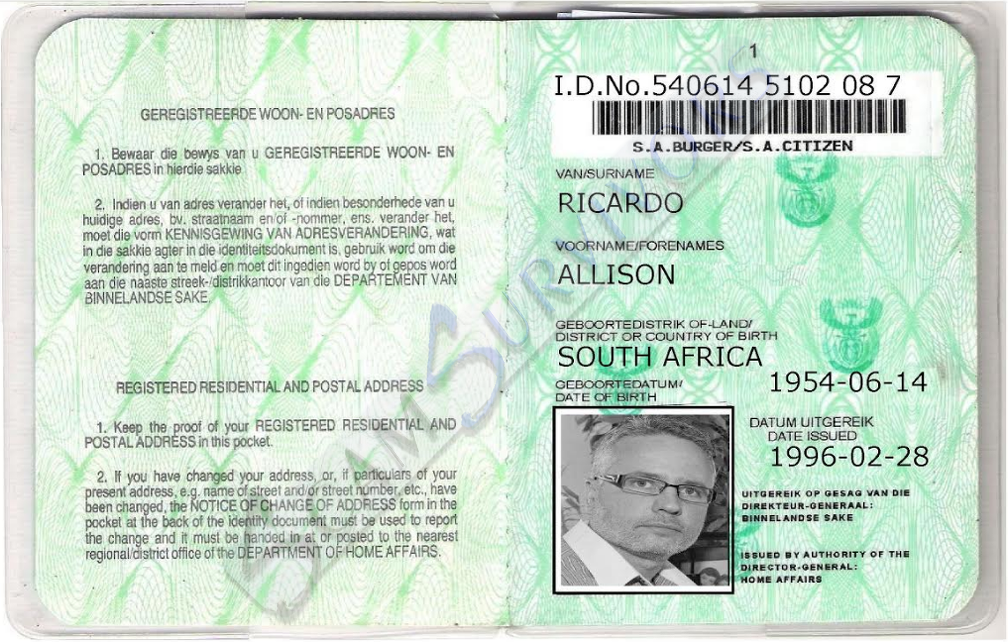 GEREGISTREERDE WOON- EN POSADRES
1. Bewaar die bewys van u GEREGISTREERDE WOON- EN
POSADRES in hierdie sakkie
2. Indien u van adres verander het, of indien besonderhede van u
huidige adres, bv. straatnaam en/of -nommer, ens. verander het,
moet die vorm KENNISGEWING VAN ADRESVERANDERING, wat
in die sakkie agter in die identiteitsdokument is, gebruik word om die
verandering aan te meld en moet dit ingedien word by of gepos word
aan die naaste streek-/distrikkantoor van die DEPARTEMENT VAN
BINNELANDSE SAKE
REGISTERED RESIDENTIAL AND POSTAL ADDRESS
1. Keep the proof of your REGISTERED RESIDENTIAL AND
POSTAL ADDRESS in this pocket.
2. If you have changed your address, or, if particulars of your
present address, e.g. name of street and/or street number, etc., have
been changed, the NOTICE OF CHANGE OF ADDRESS form in the
pocket at the back of the identity document must be used to report
the change and it must be handed in at or posted to the nearest
regional/district office of the DEPARTMENT OF HOME AFFAIRS.
1
I.D.No.540614 5102 08 7
S.A.BURGER/S.A.CITIZEN
VAN/SURNAME
RICARDO
VOORNAME/FORENAMES
ALLISON
GEBOORTEDISTRIK OF-LAND/
DISTRICT OR COUNTRY OF BIRTH
SOUTH AFRICA
GEBOORTEDATUM/
DATE OF BIRTH
1954-06-14
DATUM UITGEREIK
DATE ISSUED
1996-02-28
UITGEREIK OP GESAG VAN DIE
DIREKTEUR-GENERAAL:
BINNELANDSE SAKE
ISSUED BY AUTHORITY OF THE
DIRECTOR-GENERAL:
HOME AFFAIRS
SCAM SURVIVORS